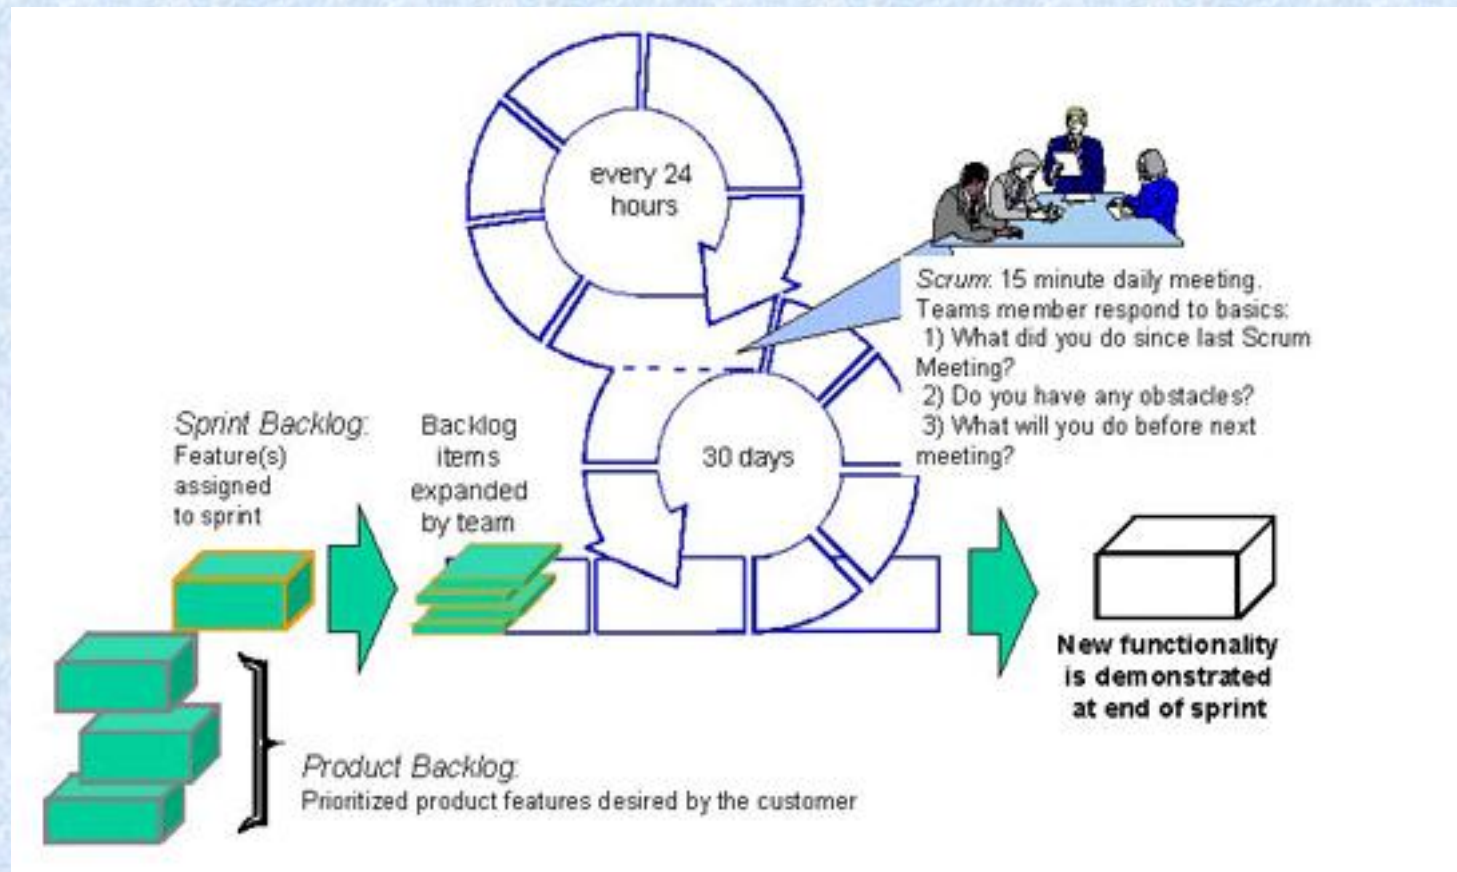 every 24
hours
Scrum: 15 minute daily meeting.
Teams member respond to basics:
1) What did you do since last Scrum
Meeting?
2) Do you have any obstacles?
3) What will you do before next
meeting?
30 days
Sprint Backlog:
Feature(s)
assigned
to sprint
Backlog
items
expanded
by team
New functionality
is demonstrated
at end of sprint
Product Backlog:
Prioritized product features desired by the customer